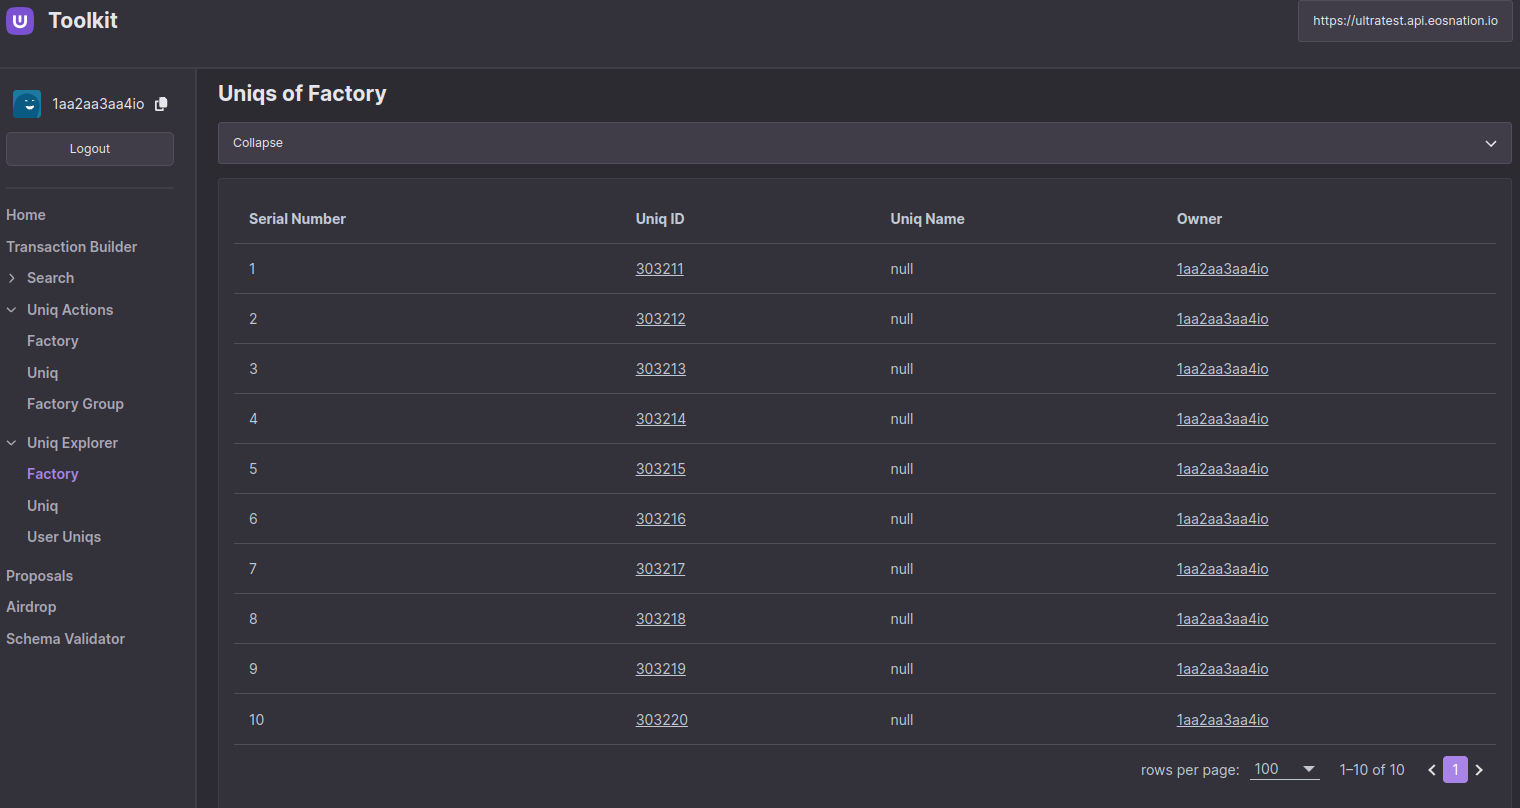 Toolkit
https://ultratest.api.eosnation.io
1aa2aa3aa4io
Logout
Home
Transaction Builder
Search
Uniq Actions
Factory
Uniq
Factory Group
Uniq Explorer
Factory
Uniq
User Uniqs
Proposals
Airdrop
Schema Validator
Uniqs of Factory
Collapse
Serial Number Uniq ID Uniq Name Owner
1 303211 null 1aa2aa3aa4io
2 303212 null 1aa2aa3aa4io
3 303213 null 1aa2aa3aa4io
4 303214 null 1aa2aa3aa4io
5 303215 null 1aa2aa3aa4io
6 303216 null 1aa2aa3aa4io
7 303217 null 1aa2aa3aa4io
8 303218 null 1aa2aa3aa4io
9 303219 null 1aa2aa3aa4io
10 303220 null 1aa2aa3aa4io
rows per page: 100 1–10 of 10 1